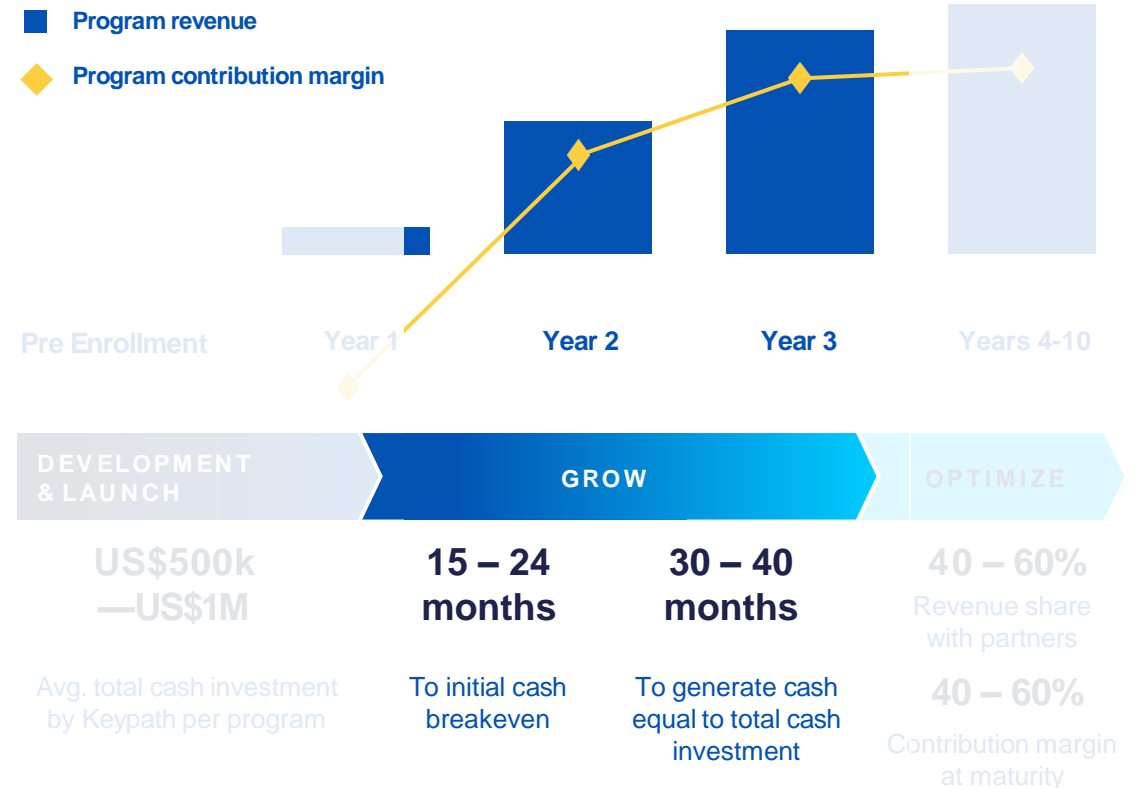 Program revenue
Program contribution margin
Pre Enrollment
Year 1
Year 2
Year 3
Years 4-10
DEVELOPMENT
& LAUNCH
GROW
OPTIMIZE
US$500k
—US$1M
Avg. total cash investment
by Keypath per program
15 – 24
months
To initial cash
breakeven
30 – 40
months
To generate cash
equal to total cash
investment
40 – 60%
Revenue share
with partners
40 – 60%
Contribution margin
at maturity